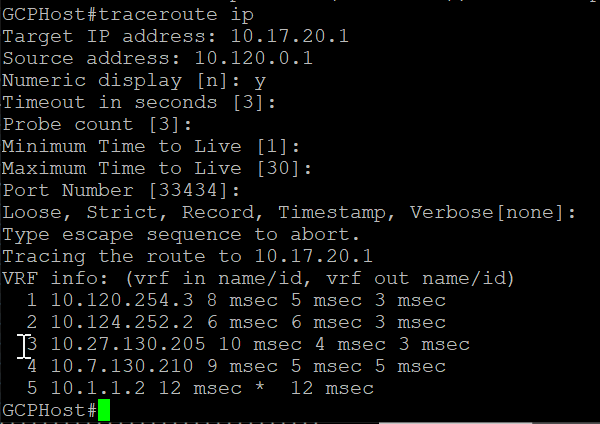 GCPHost#traceroute ip
Target IP address: 10.17.20.1
Source address: 10.120.0.1
Numeric display [n]: y
Timeout in seconds [3]:
Probe count [3]:
Minimum Time to Live [1]:
Maximum Time to Live [30]:
Port Number [33434]:
Loose, Strict, Record, Timestamp, Verbose[none]:
Type escape sequence to abort.
Tracing the route to 10.17.20.1
VRF info: (vrf in name/id, vrf out name/id)
  1 10.120.254.3 8 msec 5 msec 3 msec
  2 10.124.252.2 6 msec 6 msec 3 msec
  3 10.27.130.205 10 msec 4 msec 3 msec
  4 10.7.130.210 9 msec 5 msec 5 msec
  5 10.1.1.2 12 msec *  12 msec
GCPHost#